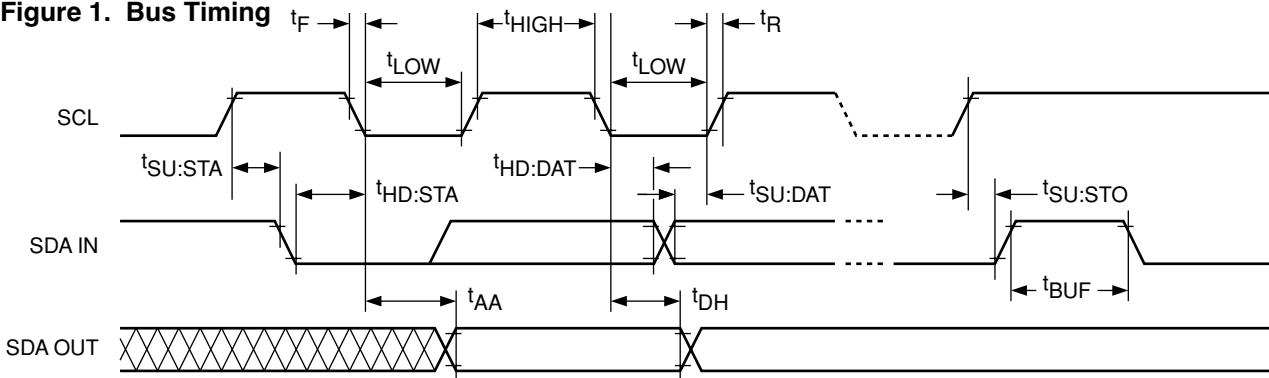 Figure 1. Bus Timing
tF
tHIGH
tR
tLOW
tLOW
SCL
tSU:STA
tHD:STA
tHD:DAT
tSU:DAT
tSU:STO
SDA IN
tBUF
tAA
tDH
SDA OUT